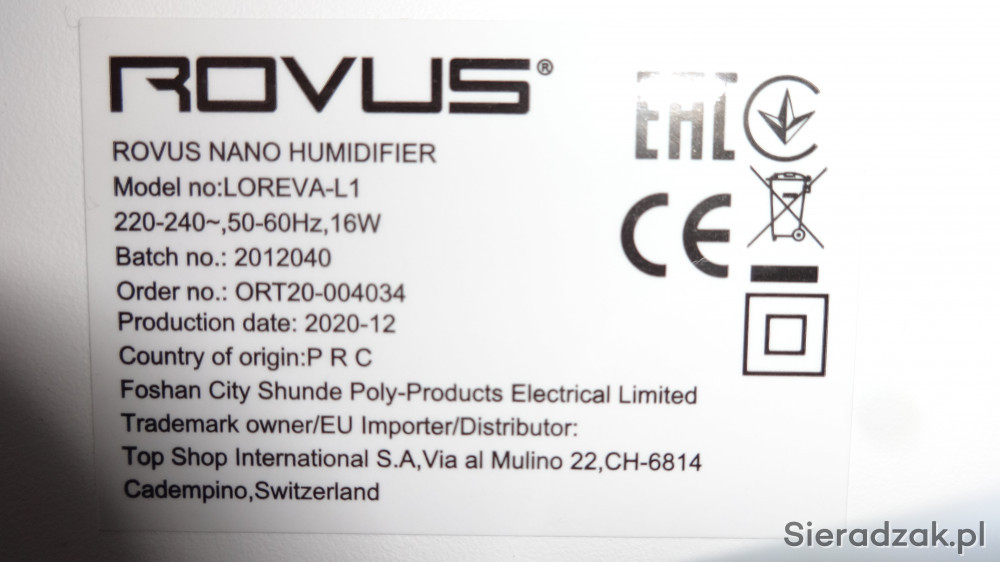 ROVUS®
ROVUS NANO HUMIDIFIER
Model no:LOREVA-L1
220-240~,50-60Hz,16W
Batch no.: 2012040
Order no.: ORT20-004034
Production date: 2020-12
Country of origin:P R C
Foshan City Shunde Poly-Products Electrical Limited
Trademark owner/EU Importer/Distributor:
Top Shop International S.A,Via al Mulino 22,CH-6814
Cadempino,Switzerland
EAC
CE
Sieradzak.pl